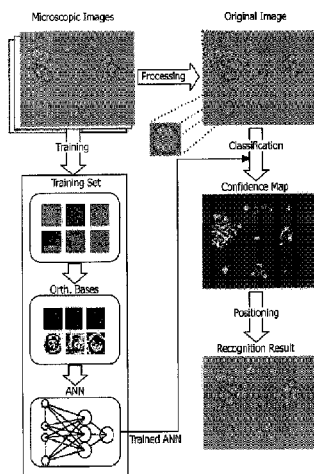 Microscopic Images
Original Image
Processing
Training
Classification
Training Set
Confidence Map
Orth. Bases
Positioning
ANN
Recognition Result
Trained ANN